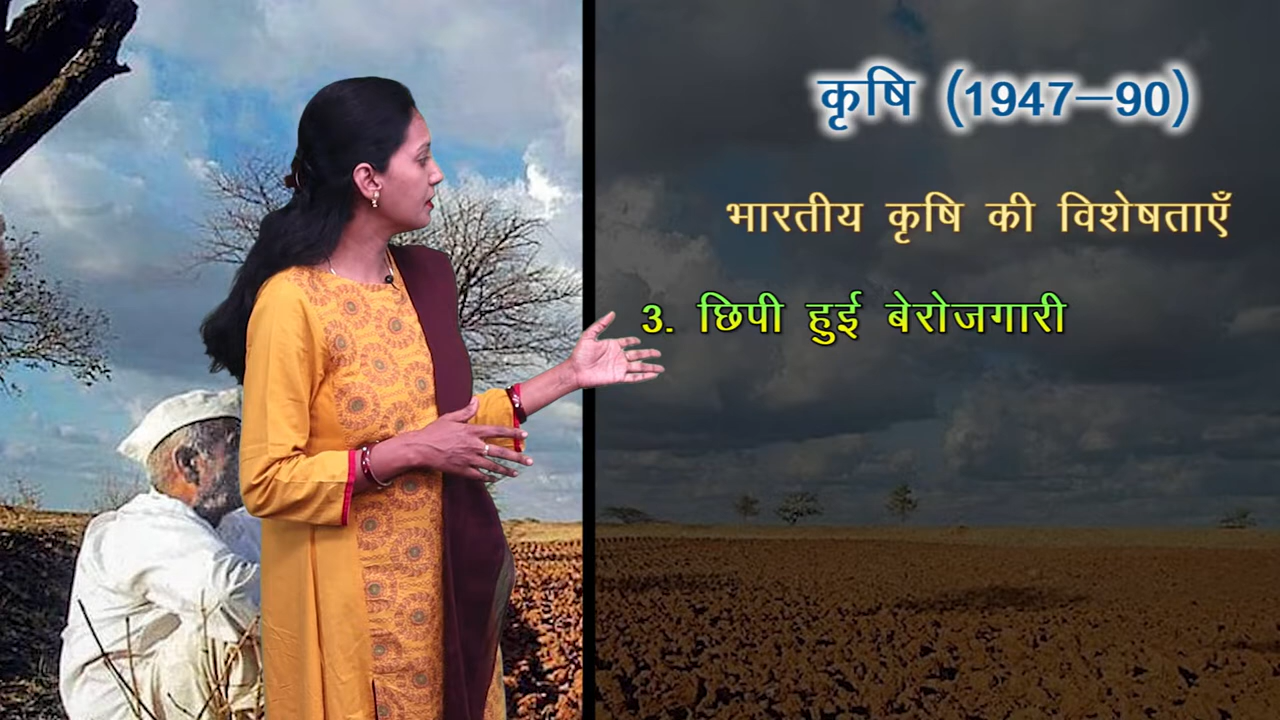 कृषि (1947–90)
भारतीय कृषि की विशेषताएँ
3. छिपी हुई बेरोजगारी